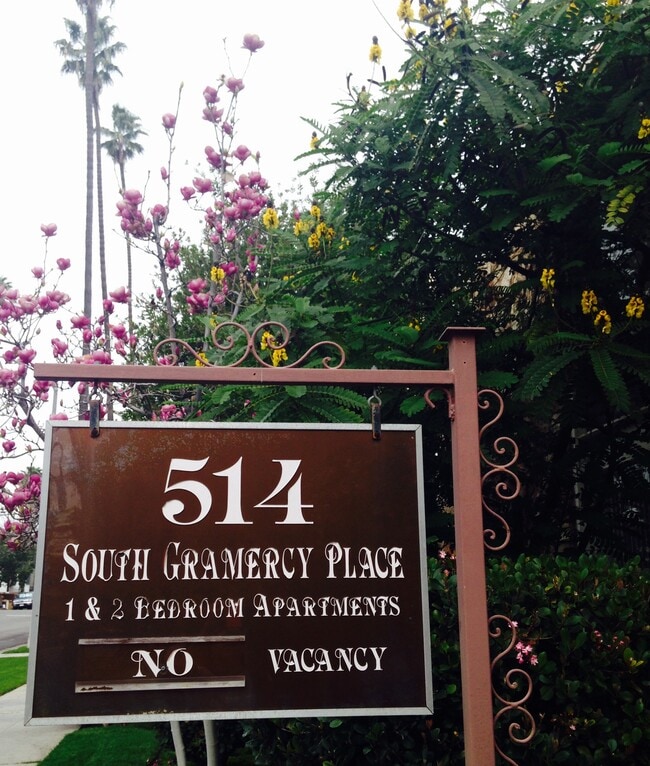 514
South Gramercy Place
1 & 2 Bedroom Apartments
No Vacancy